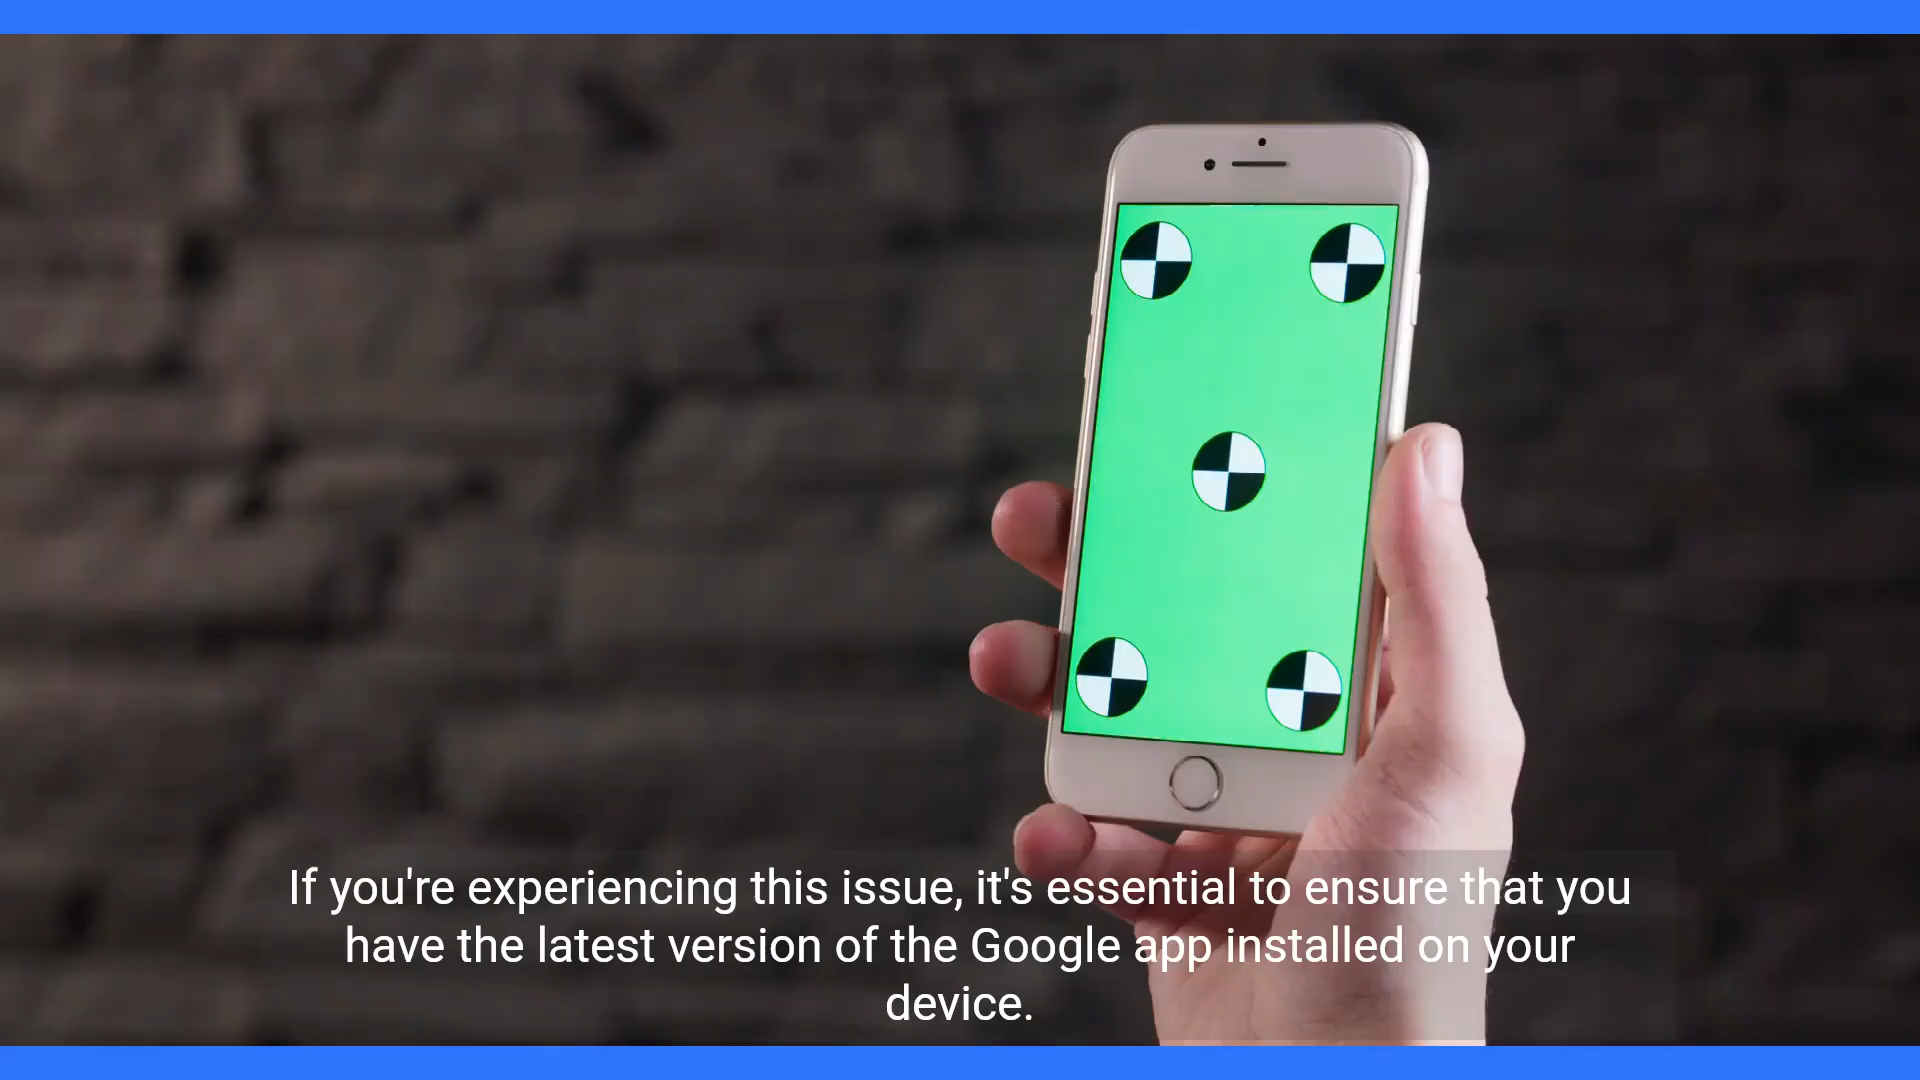 If you're experiencing this issue, it's essential to ensure that you
have the latest version of the Google app installed on your
device.